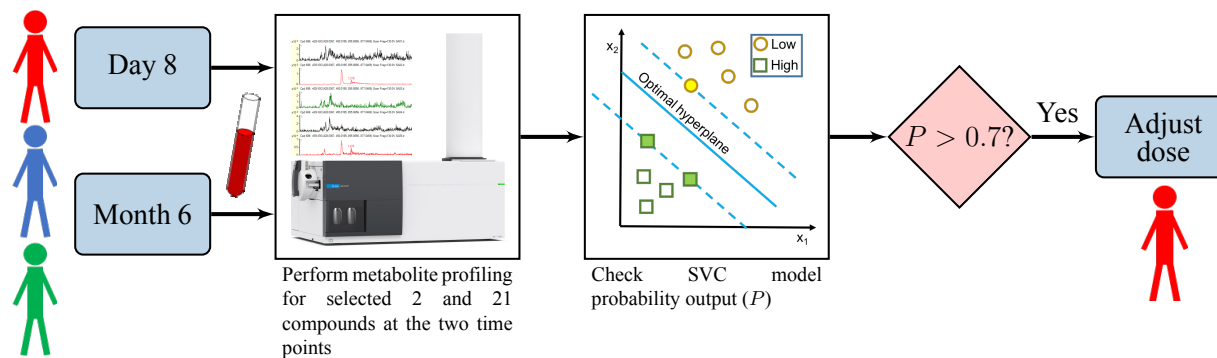 Day 8
Month 6
Perform metabolite profiling
for selected 2 and 21
compounds at the two time
points
x2
Low
High
Optimal hyperplane
x1
Check SVC model
probability output (P)
P > 0.7?
Yes
Adjust
dose